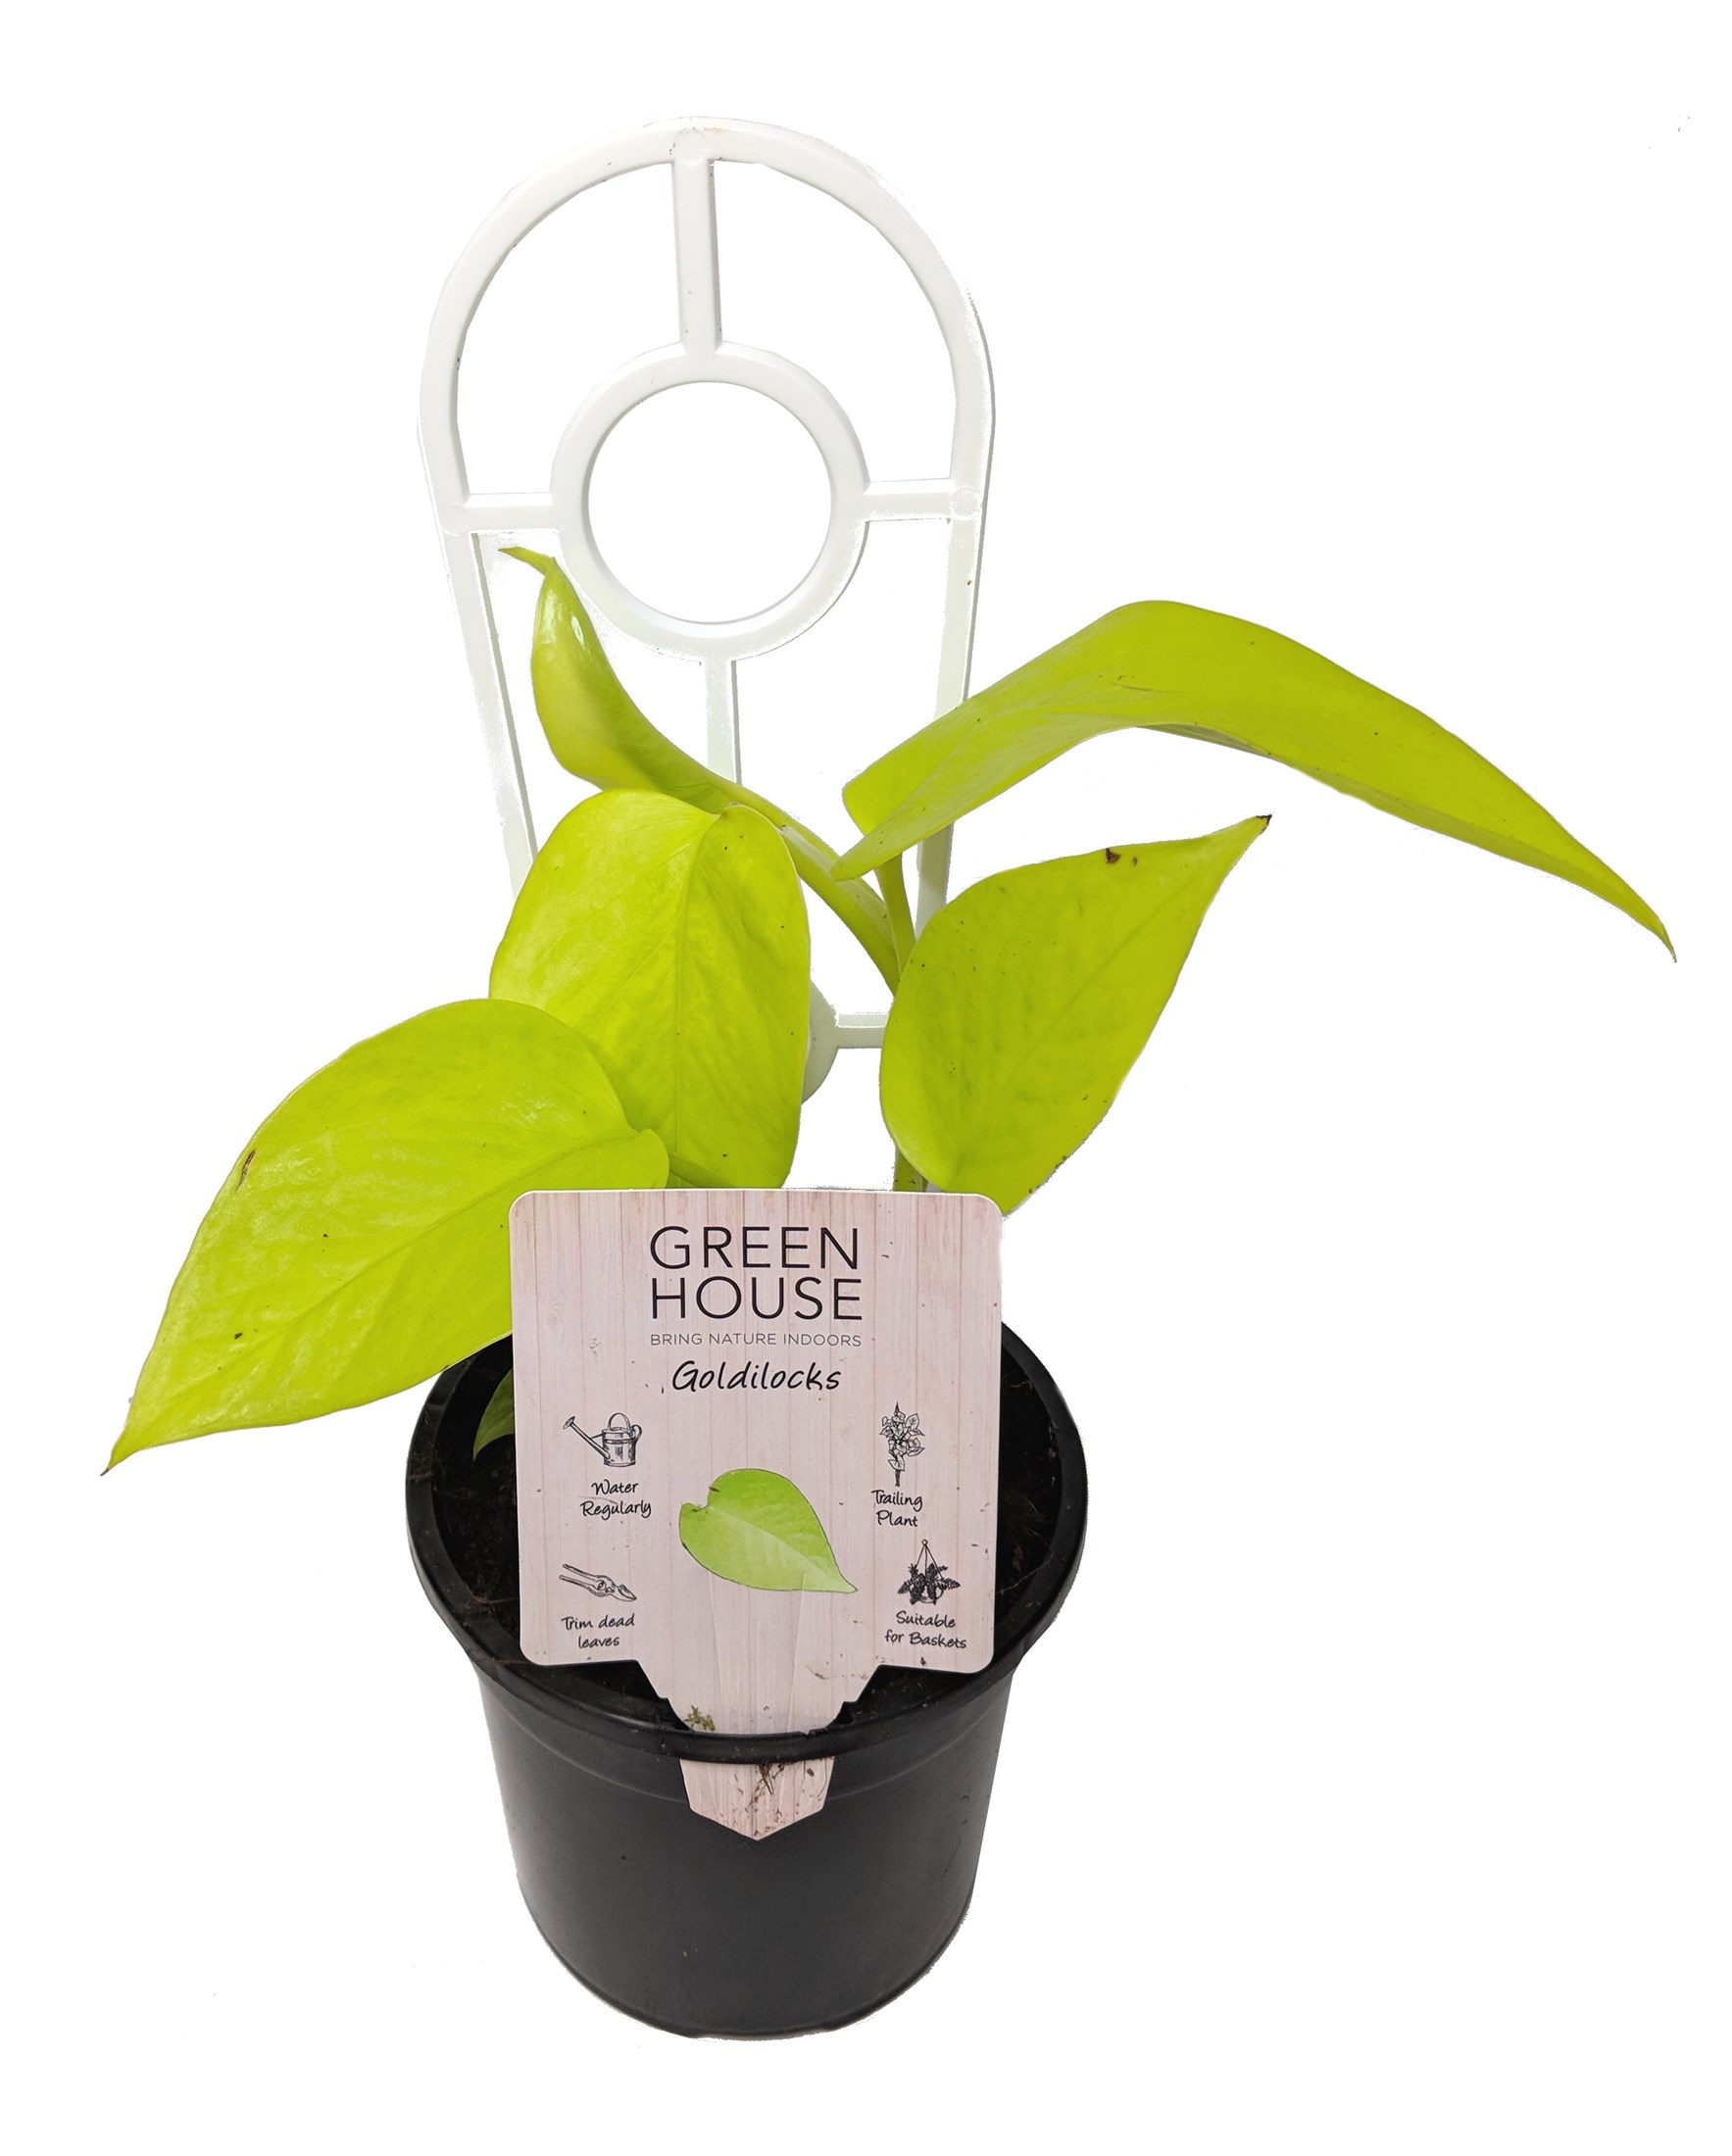 GREEN
HOUSE
BRING NATURE INDOORS
Goldilocks
Water
Regularly
Trailing
Plant
Trim dead
leaves
Suitable
for Baskets